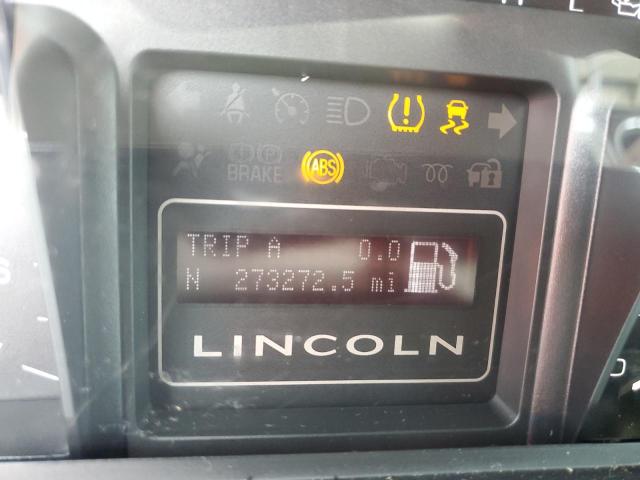 BRAKE
ABS
TRIP A 0.0
N 273272.5 mi
LINCOLN